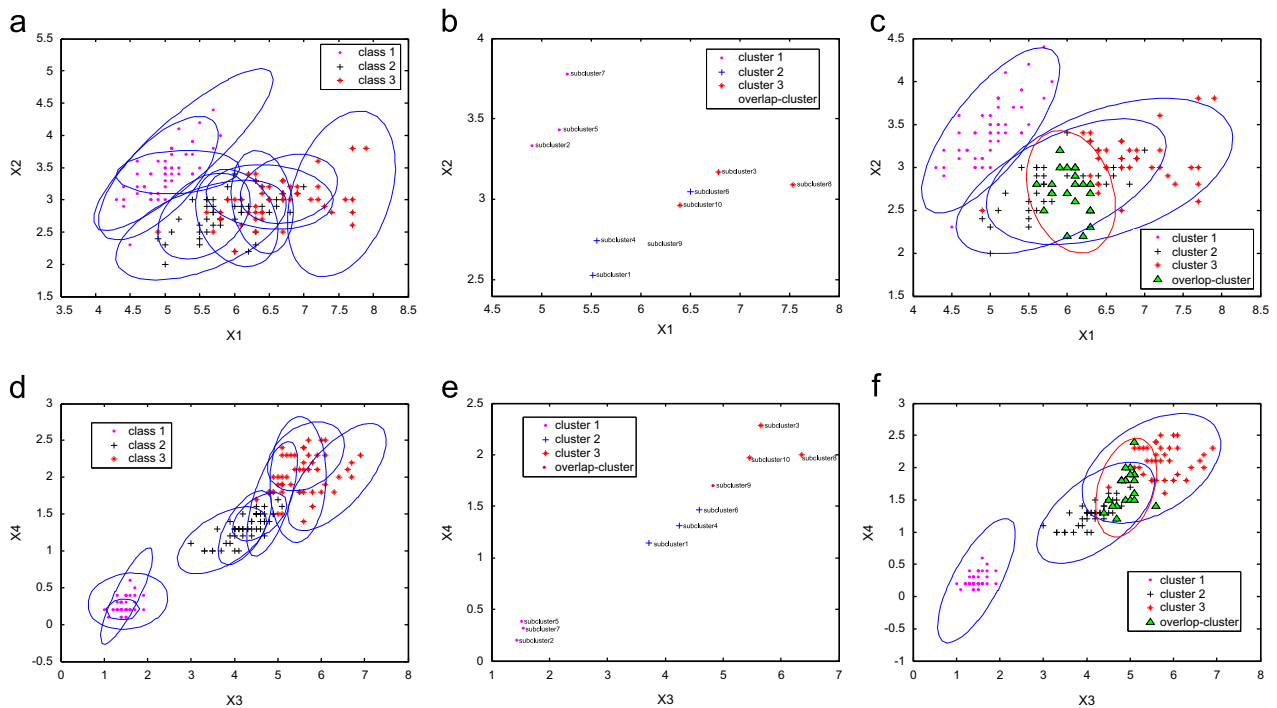 a
5.5
5
4.5
4
3.5
3
2.5
2
1.5
3.5 4 4.5 5 5.5 6 6.5 7 7.5 8 8.5
X1
X2
class 1
class 2
class 3
b
4
3.5
3
2.5
4.5 5 5.5 6 6.5 7 7.5 8
X1
X2
cluster 1
cluster 2
cluster 3
overlap-cluster
subcluster7
subcluster5
subcluster2
subcluster3
subcluster8
subcluster6
subcluster10
subcluster4
subcluster9
subcluster1
c
4.5
4
3.5
3
2.5
2
1.5
4 4.5 5 5.5 6 6.5 7 7.5 8 8.5
X1
X2
cluster 1
cluster 2
cluster 3
overlop-cluster
d
3
2.5
2
1.5
1
0.5
0
-0.5
1 2 3 4 5 6 7 8
X3
X4
class 1
class 2
class 3
e
2.5
2
1.5
1
0.5
0
1 2 3 4 5 6 7
X3
X4
cluster 1
cluster 2
cluster 3
overlap-cluster
subcluster3
subcluster10
subcluster8
subcluster9
subcluster6
subcluster4
subcluster1
subcluster5
subcluster7
subcluster2
f
3
2.5
2
1.5
1
0.5
0
-0.5
-1
0 1 2 3 4 5 6 7 8
X3
X4
cluster 1
cluster 2
cluster 3
overlop-cluster